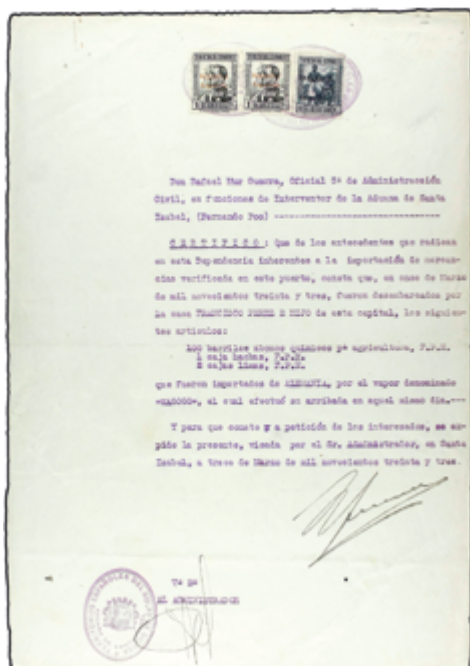 Don Rafael Mur Guerra, Oficial 5º de Administración
Civil, en funciones de Interventor de la Aduana de Santa
Isabel, (Fernando Poo) --------------------------------
CERTIFICO: Que de los antecedentes que radican
en esta Dependencia inherentes a la importación de mercan-
cías verificada en este puerto, consta que, en once de Marzo
de mil novecientos treinta y tres, fueron desembarcados por
la casa FRANCISCO PEREZ E HIJO de esta capital, los siguien-
tes artículos:
100 barriles abonos químicos pª agricultura, F.P.E.
1 caja hachas, F.P.E.
2 cajas limas, F.P.E.
que fueron importados de ALEMANIA, por el vapor denominado
"WAGOGO", el cual efectuó su arribada en aquel mismo día.---
Y para que conste y a petición de los interesados, se ex-
pide la presente, visada por el Sr. Administrador, en Santa
Isabel, a trece de Marzo de mil novecientos treinta y tres.
Vº Bº
EL ADMINISTRADOR